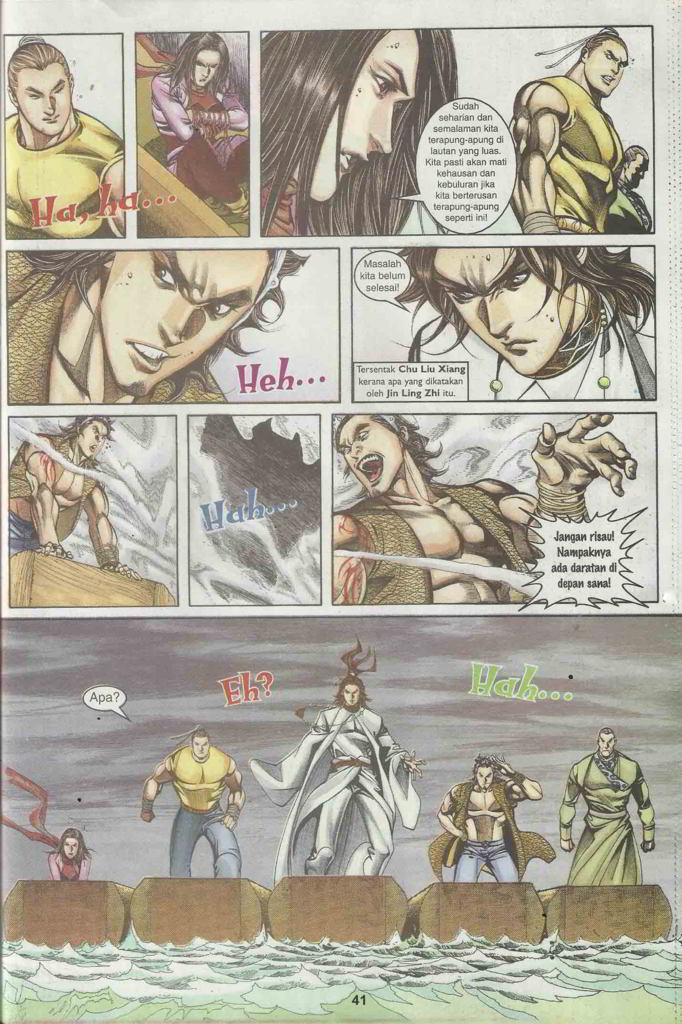 Ha, ha...
Sudah
seharian dan
semalaman kita
terapung-apung di
lautan yang luas.
Kita pasti akan mati
kehausan dan
kebuluran jika
kita berterusan
terapung-apung
seperti ini!
Heh...
Masalah
kita belum
selesai!
Tersentak Chu Liu Xiang
kerana apa yang dikatakan
oleh Jin Ling Zhi itu.
Hah...
Jangan risau!
Nampaknya
ada daratan di
depan sana!
Apa?
Eh?
Hah...
41